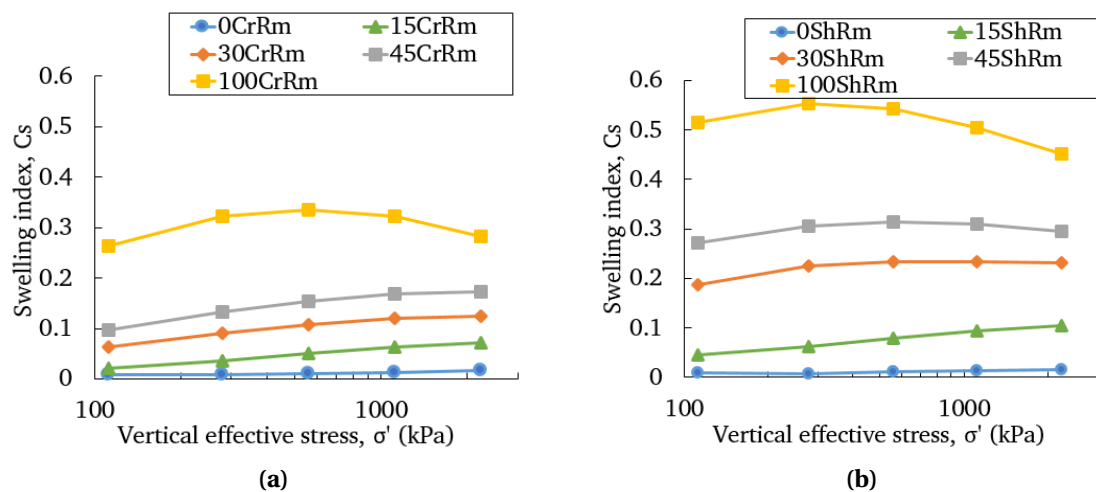 0CrRm 15CrRm
30CrRm 45CrRm
100CrRm
0.6
0.5
0.4
0.3
0.2
0.1
0
Swelling index, Cs
100 1000
Vertical effective stress, σ' (kPa)
(a)
0ShRm 15ShRm
30ShRm 45ShRm
100ShRm
0.6
0.5
0.4
0.3
0.2
0.1
0
Swelling index, Cs
100 1000
Vertical effective stress, σ' (kPa)
(b)